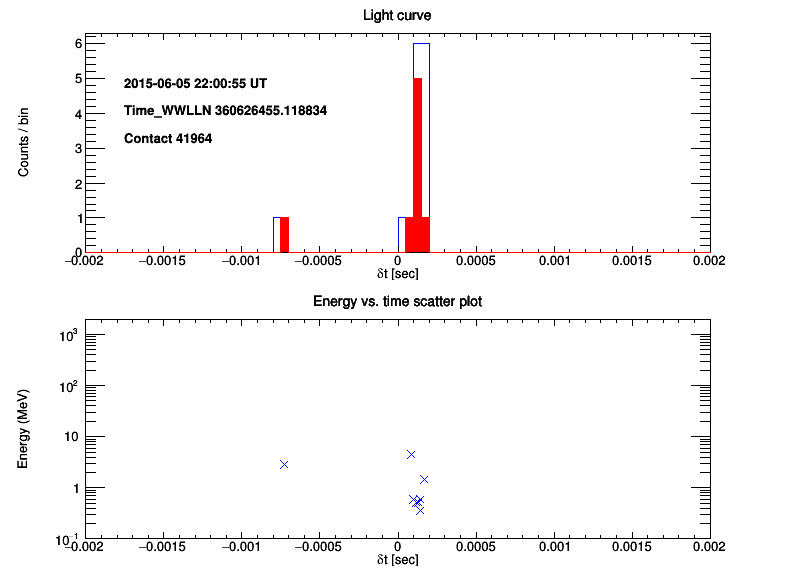 Light curve
Counts / bin
6
5
4
3
2
1
0
2015-06-05 22:00:55 UT
Time_WWLLN 360626455.118834
Contact 41964
−0.002 −0.0015 −0.001 −0.0005 0 0.0005 0.001 0.0015 0.002
δt [sec]
Energy vs. time scatter plot
Energy (MeV)
10³
10²
10
1
10⁻¹
−0.002 −0.0015 −0.001 −0.0005 0 0.0005 0.001 0.0015 0.002
δt [sec]